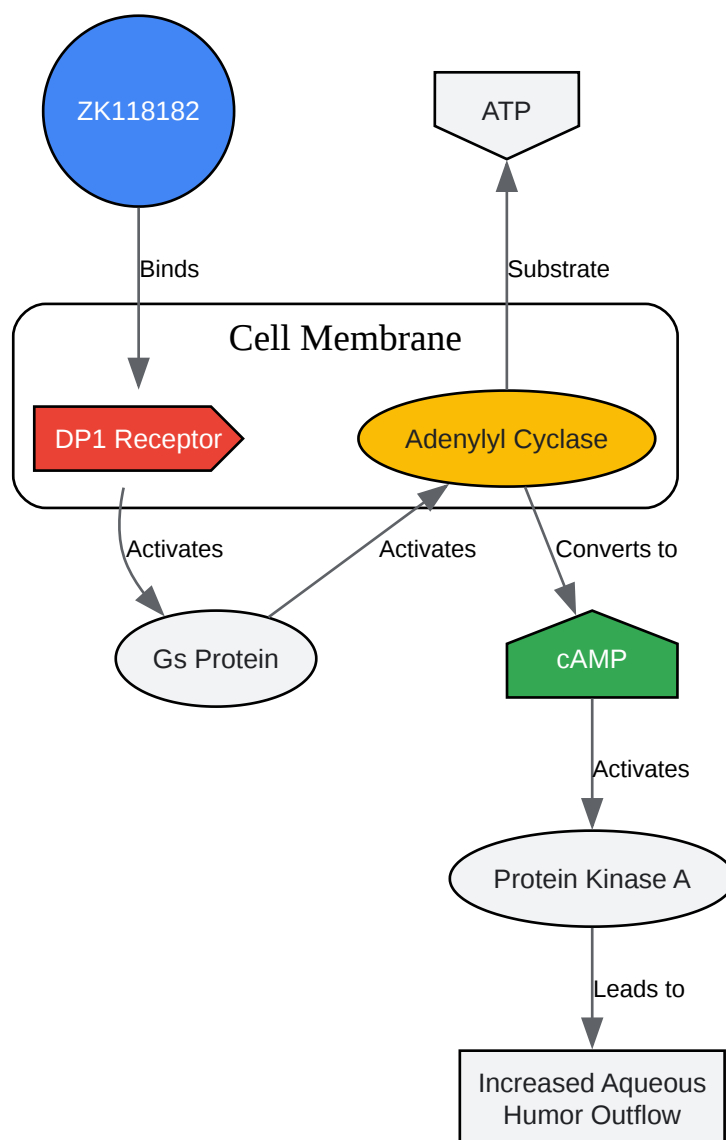 ZK118182
ATP
Binds
Substrate
Cell Membrane
DP1 Receptor
Adenylyl Cyclase
Activates
Activates
Converts to
Gs Protein
cAMP
Activates
Protein Kinase A
Leads to
Increased Aqueous
Humor Outflow